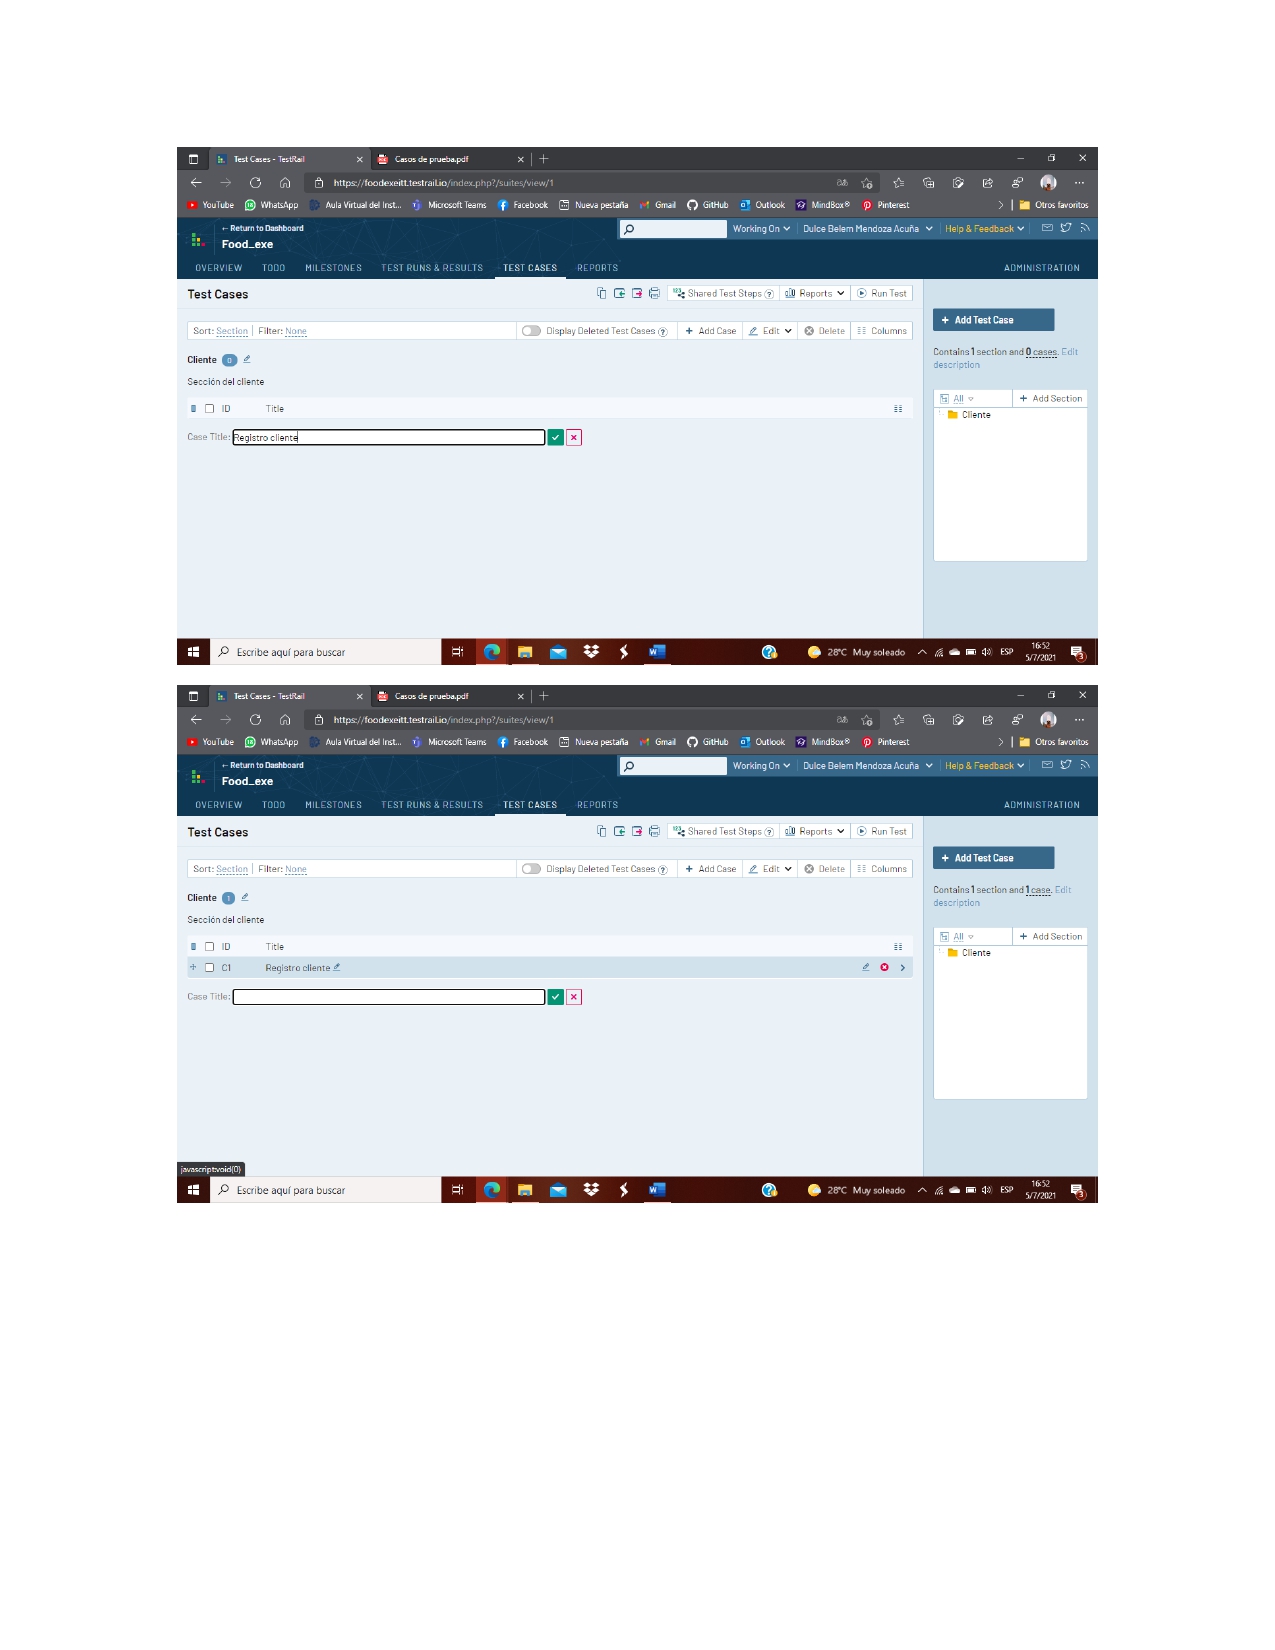 Test Cases - TestRail
Casos de prueba.pdf
https://foodexeitt.testrail.io/index.php?/suites/view/1
YouTube WhatsApp Aula Virtual del Inst... Microsoft Teams Facebook Nueva pestaña Gmail GitHub Outlook MindBox® Pinterest Otros favoritos
← Return to Dashboard
Food_exe
Working On Dulce Belem Mendoza Acuña Help & Feedback
OVERVIEW TODO MILESTONES TEST RUNS & RESULTS TEST CASES REPORTS ADMINISTRATION
Test Cases
Shared Test Steps ? Reports Run Test
Sort: Section | Filter: None
Display Deleted Test Cases ? + Add Case Edit Delete Columns
+ Add Test Case
Cliente 0
Contains 1 section and 0 cases. Edit
description
Sección del cliente
ID Title
All + Add Section
Cliente
Case Title: Registro cliente
Escribe aquí para buscar
28°C Muy soleado ESP
16:52
5/7/2021
3
Test Cases - TestRail
Casos de prueba.pdf
https://foodexeitt.testrail.io/index.php?/suites/view/1
YouTube WhatsApp Aula Virtual del Inst... Microsoft Teams Facebook Nueva pestaña Gmail GitHub Outlook MindBox® Pinterest Otros favoritos
← Return to Dashboard
Food_exe
Working On Dulce Belem Mendoza Acuña Help & Feedback
OVERVIEW TODO MILESTONES TEST RUNS & RESULTS TEST CASES REPORTS ADMINISTRATION
Test Cases
Shared Test Steps ? Reports Run Test
Sort: Section | Filter: None
Display Deleted Test Cases ? + Add Case Edit Delete Columns
+ Add Test Case
Cliente 1
Contains 1 section and 1 case. Edit
description
Sección del cliente
ID Title
All + Add Section
Cliente
C1 Registro cliente
Case Title:
javascript:void(0)
Escribe aquí para buscar
28°C Muy soleado ESP
16:52
5/7/2021
3